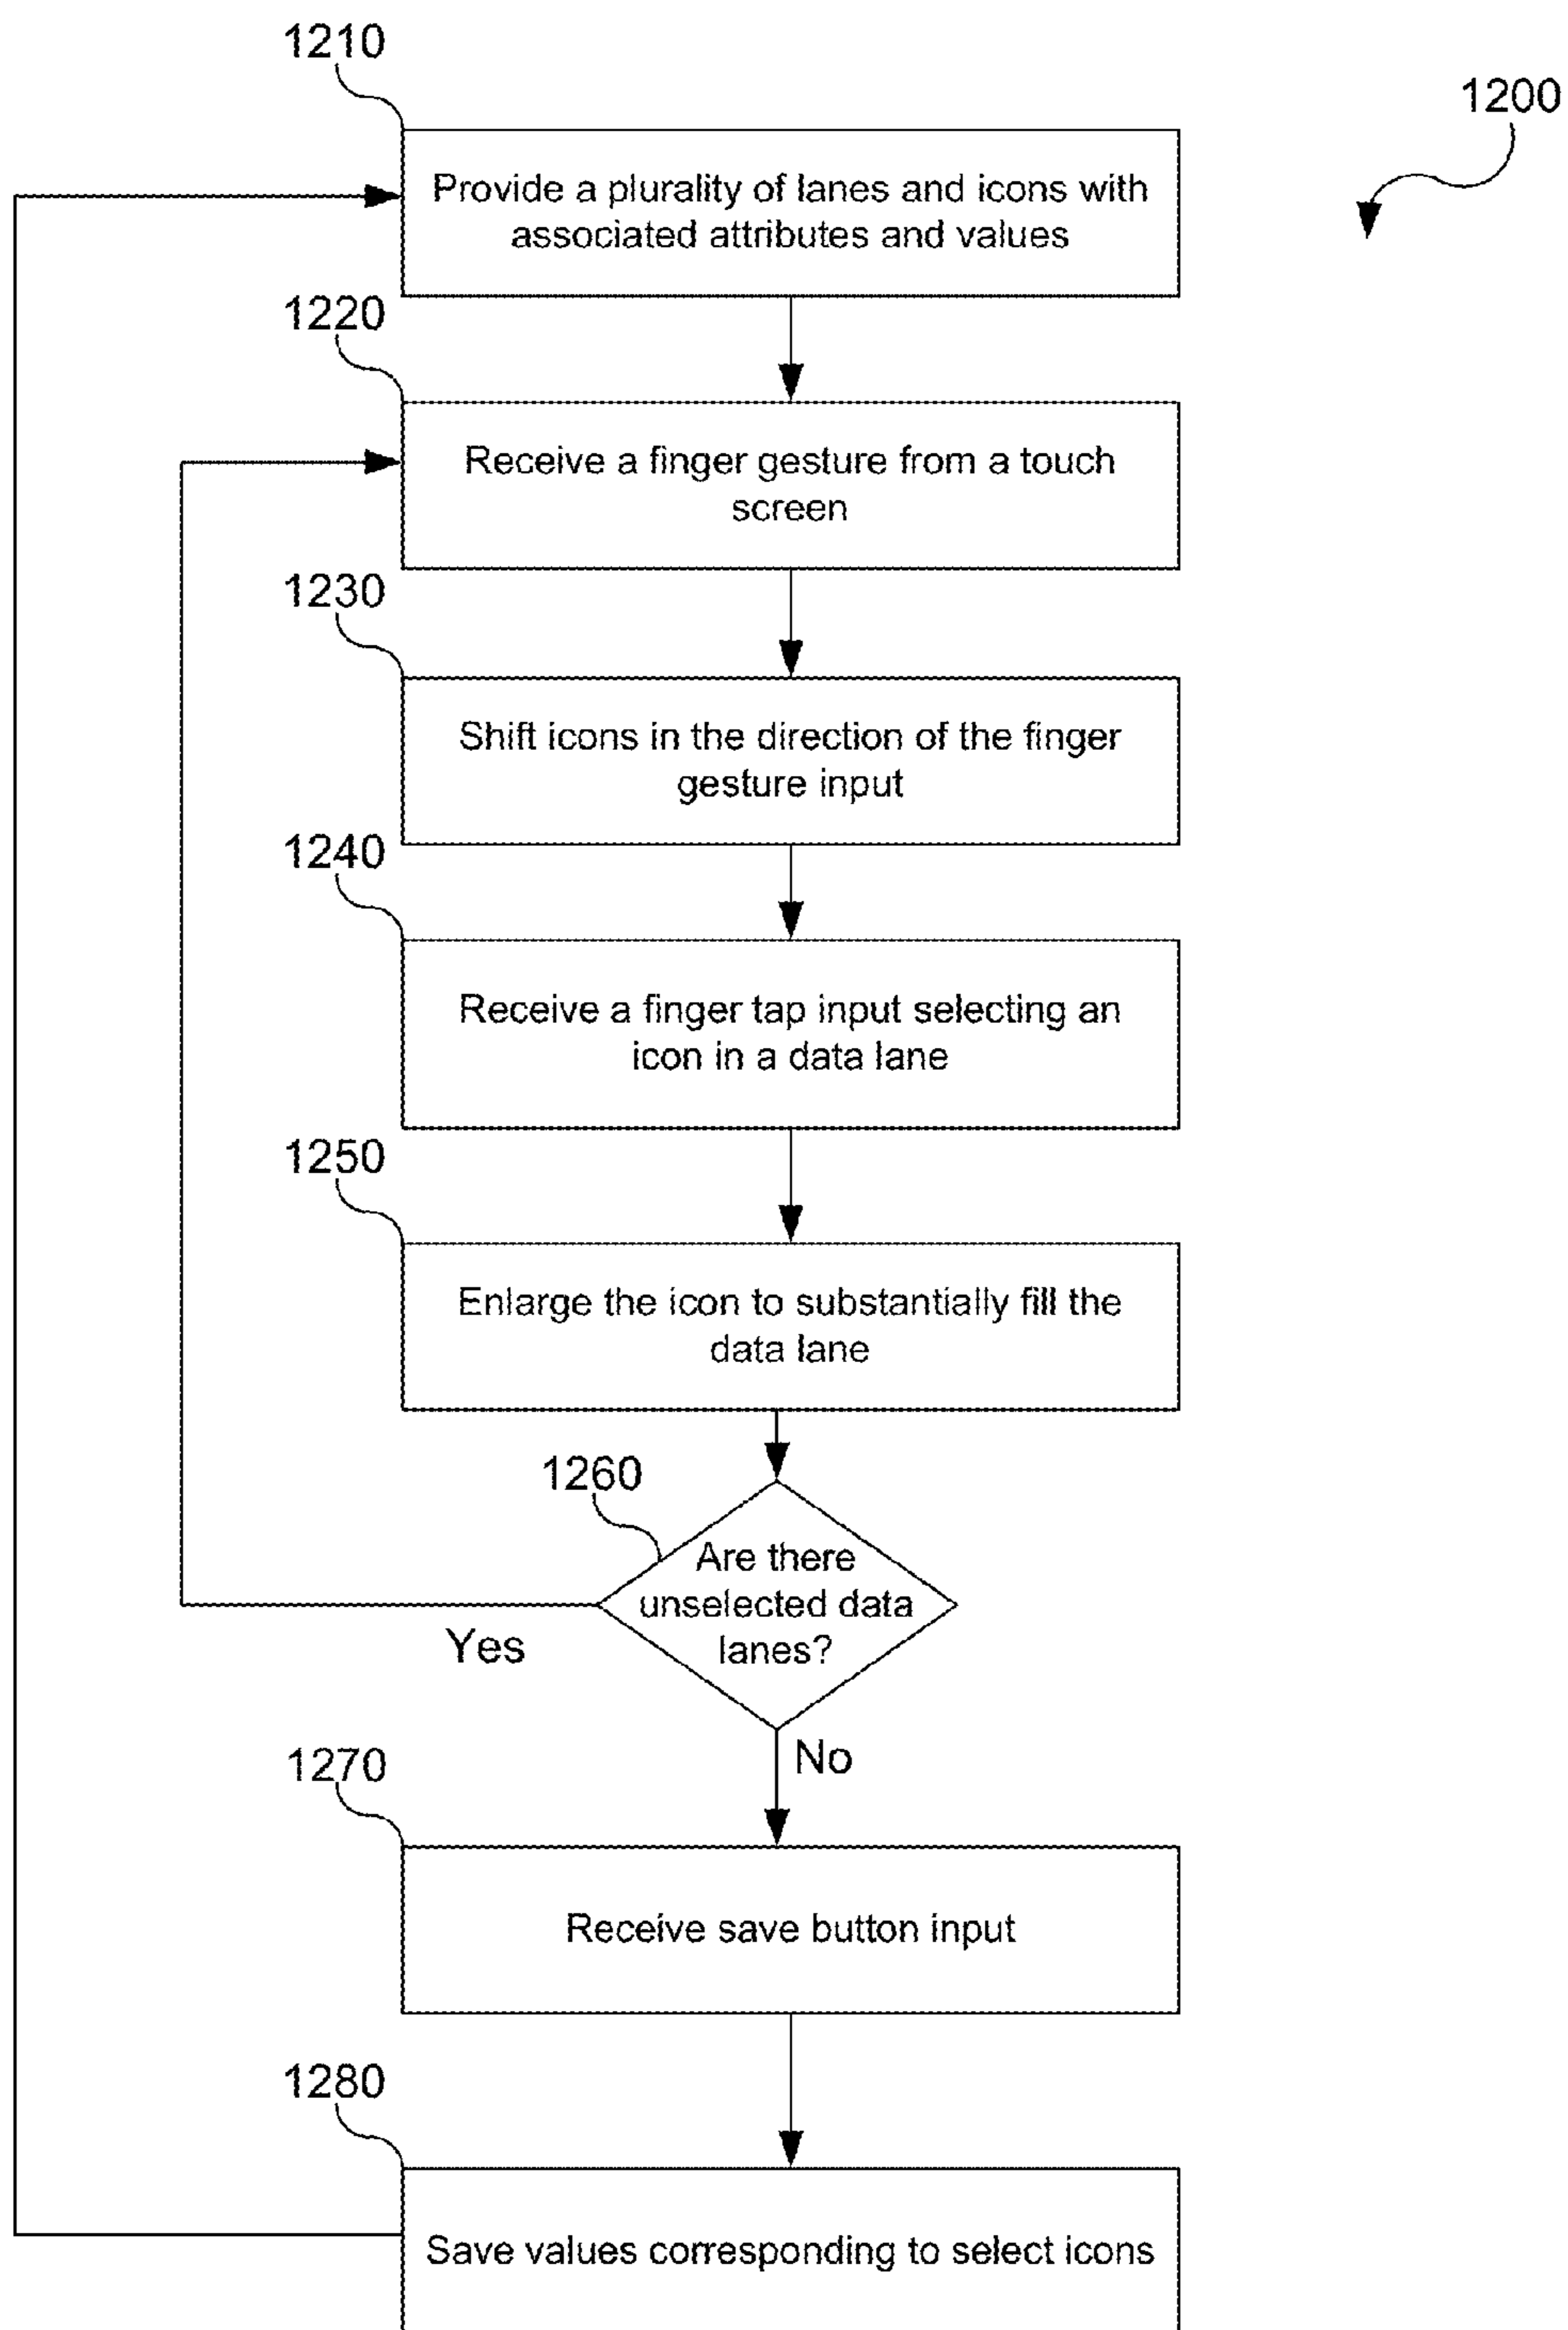 1210
1200
Provide a plurality of lanes and icons with
associated attributes and values
1220
Receive a finger gesture from a touch
screen
1230
Shift icons in the direction of the finger
gesture input
1240
Receive a finger tap input selecting an
icon in a data lane
1250
Enlarge the icon to substantially fill the
data lane
1260
Are there
unselected data
lanes?
Yes
No
1270
Receive save button input
1280
Save values corresponding to select icons